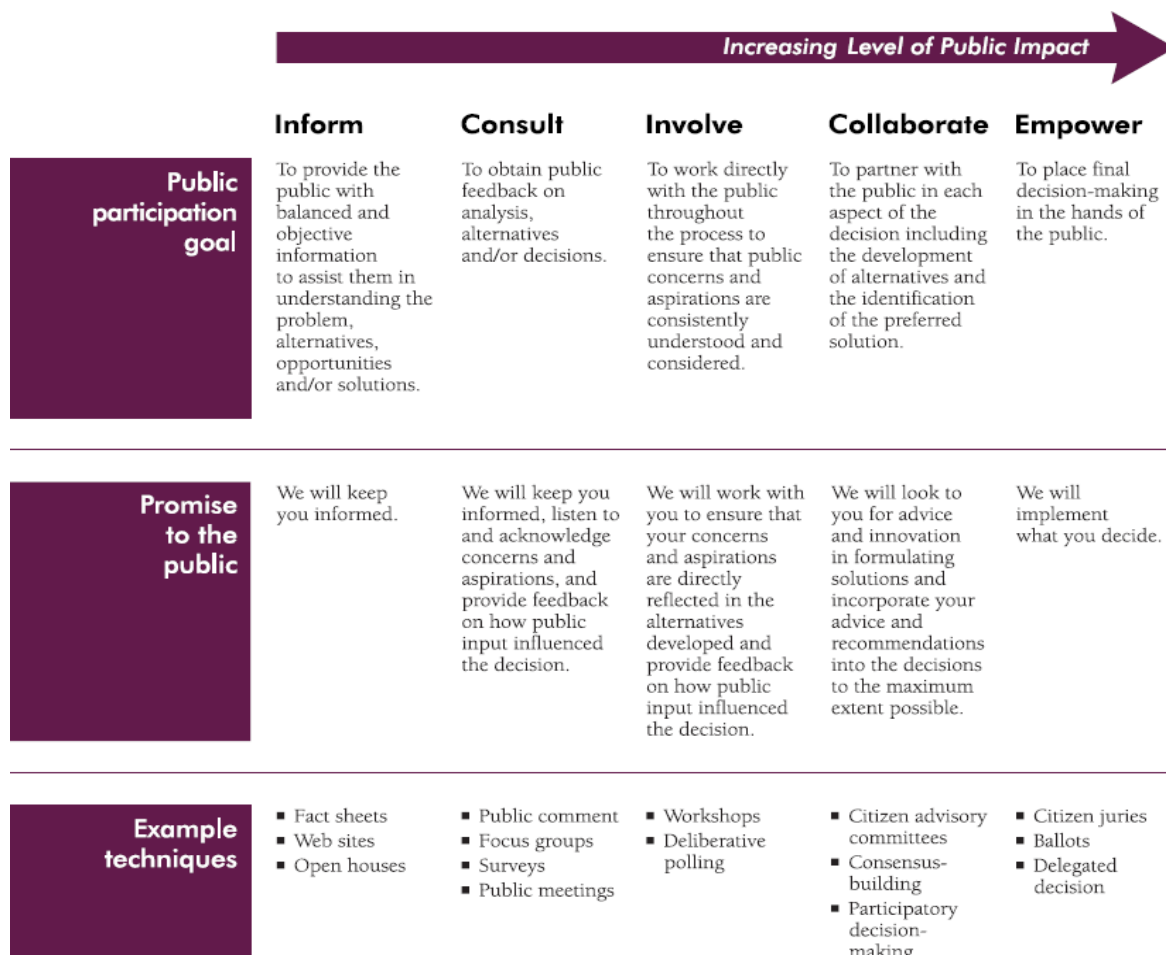 Increasing Level of Public Impact
Inform
Consult
Involve
Collaborate
Empower
Public
participation
goal
To provide the
public with
balanced and
objective
information
to assist them in
understanding the
problem,
alternatives,
opportunities
and/or solutions.
To obtain public
feedback on
analysis,
alternatives
and/or decisions.
To work directly
with the public
throughout
the process to
ensure that public
concerns and
aspirations are
consistently
understood and
considered.
To partner with
the public in each
aspect of the
decision including
the development
of alternatives and
the identification
of the preferred
solution.
To place final
decision-making
in the hands of
the public.
Promise
to the
public
We will keep
you informed.
We will keep you
informed, listen to
and acknowledge
concerns and
aspirations, and
provide feedback
on how public
input influenced
the decision.
We will work with
you to ensure that
your concerns
and aspirations
are directly
reflected in the
alternatives
developed and
provide feedback
on how public
input influenced
the decision.
We will look to
you for advice
and innovation
in formulating
solutions and
incorporate your
advice and
recommendations
into the decisions
to the maximum
extent possible.
We will
implement
what you decide.
Example
techniques
▪ Fact sheets
▪ Web sites
▪ Open houses
▪ Public comment
▪ Focus groups
▪ Surveys
▪ Public meetings
▪ Workshops
▪ Deliberative
polling
▪ Citizen advisory
committees
▪ Consensus-
building
▪ Participatory
decision-
making
▪ Citizen juries
▪ Ballots
▪ Delegated
decision